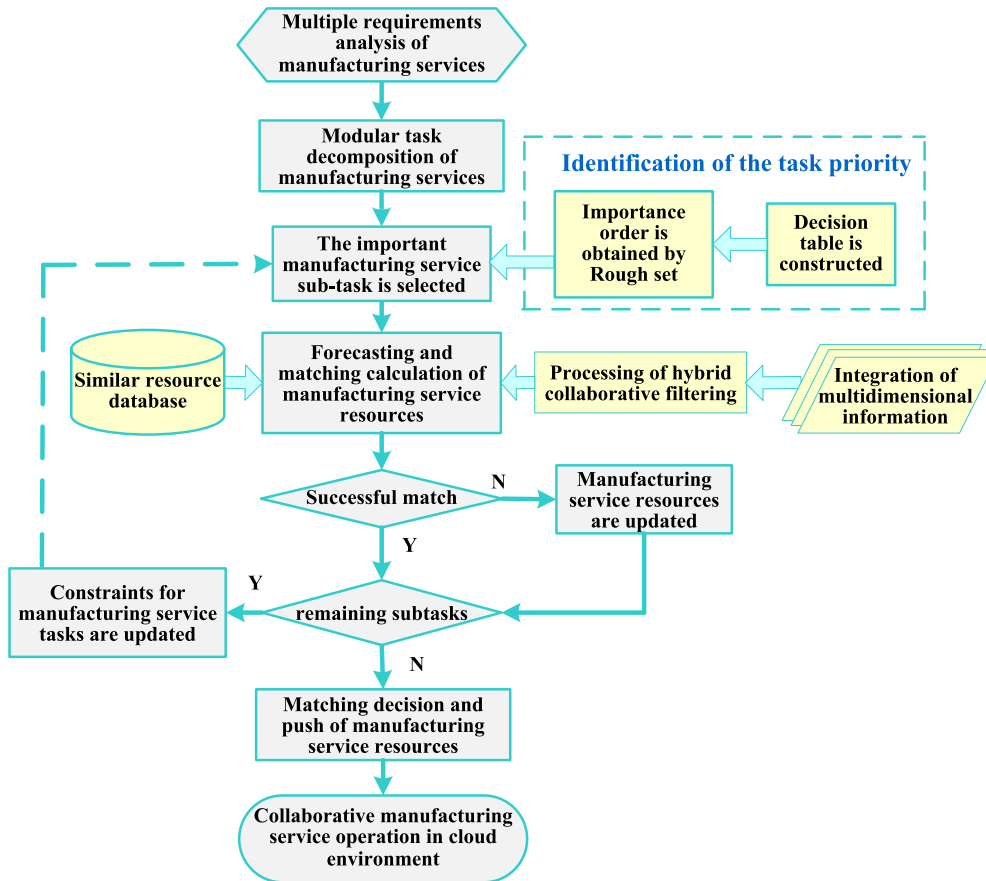 Multiple requirements
analysis of
manufacturing services
Modular task
decomposition of
manufacturing services
Identification of the task priority
Importance
order is
obtained by
Rough set
Decision
table is
constructed
The important
manufacturing service
sub-task is selected
Similar resource
database
Forecasting and
matching calculation of
manufacturing service
resources
Processing of hybrid
collaborative filtering
Integration of
multidimensional
information
Successful match
N
Manufacturing
service resources
are updated
Y
Constraints for
manufacturing service
tasks are updated
Y
remaining subtasks
N
Matching decision and
push of manufacturing
service resources
Collaborative manufacturing
service operation in cloud
environment